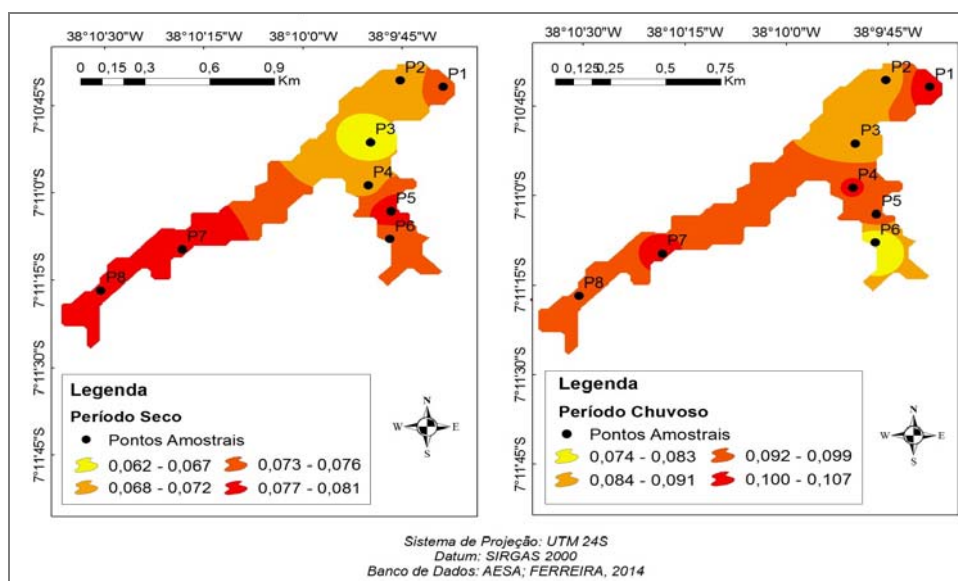 38°10'30"W 38°10'15"W 38°10'0"W 38°9'45"W
0 0,15 0,3 0,6 0,9
Km
7°10'45"S
7°11'0"S
7°11'15"S
7°11'30"S
7°11'45"S
P2
P1
P3
P4
P5
P6
P7
P8
Legenda
Período Seco
Pontos Amostrais
0,062 - 0,067 0,073 - 0,076
0,068 - 0,072 0,077 - 0,081
N
W E
S
38°10'30"W 38°10'15"W 38°10'0"W 38°9'45"W
0 0,125 0,25 0,5 0,75
Km
7°10'45"S
7°11'0"S
7°11'15"S
7°11'30"S
7°11'45"S
P2
P1
P3
P4
P5
P6
P7
P8
Legenda
Período Chuvoso
Pontos Amostrais
0,074 - 0,083 0,092 - 0,099
0,084 - 0,091 0,100 - 0,107
N
W E
S
Sistema de Projeção: UTM 24S
Datum: SIRGAS 2000
Banco de Dados: AESA; FERREIRA, 2014